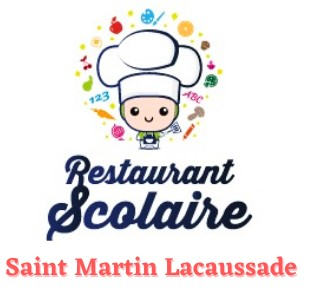 123
ABC
Restaurant
Scolaire
Saint Martin Lacaussade